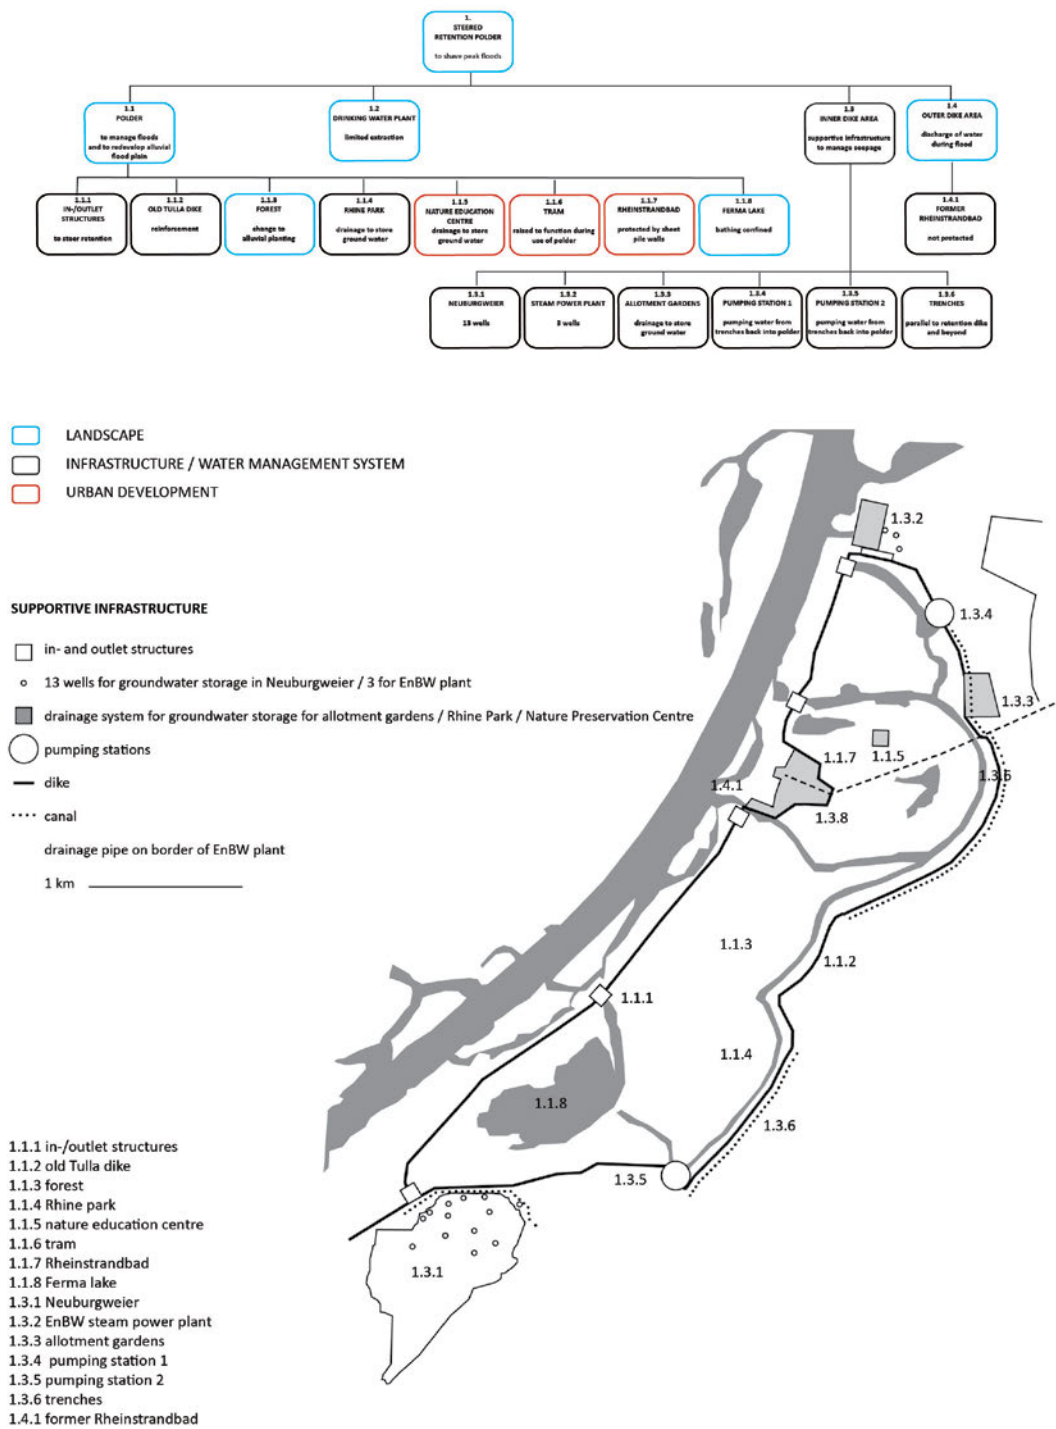 1.
STEERED
RETENTION POLDER
to shave peak floods
1.1
POLDER
to manage floods
and to redevelop alluvial
flood plain
1.2
DRINKING WATER PLANT
limited extraction
1.3
INNER DIKE AREA
supportive infrastructure
to manage seepage
1.4
OUTER DIKE AREA
discharge of water
during flood
1.1.1
IN-/OUTLET
STRUCTURES
to steer retention
1.1.2
OLD TULLA DIKE
reinforcement
1.1.3
FOREST
change to
alluvial planting
1.1.4
RHINE PARK
drainage to store
ground water
1.1.5
NATURE EDUCATION
CENTRE
drainage to store
ground water
1.1.6
TRAM
raised to function during
use of polder
1.1.7
RHEINSTRANDBAD
protected by sheet
pile walls
1.1.8
FERMA LAKE
bathing confined
1.4.1
FORMER
RHEINSTRANDBAD
not protected
1.3.1
NEUBURGWEIER
13 wells
1.3.2
STEAM POWER PLANT
3 wells
1.3.3
ALLOTMENT GARDENS
drainage to store
ground water
1.3.4
PUMPING STATION 1
pumping water from
trenches back into polder
1.3.5
PUMPING STATION 2
pumping water from
trenches back into polder
1.3.6
TRENCHES
parallel to retention dike
and beyond
LANDSCAPE
INFRASTRUCTURE / WATER MANAGEMENT SYSTEM
URBAN DEVELOPMENT
SUPPORTIVE INFRASTRUCTURE
in- and outlet structures
13 wells for groundwater storage in Neuburgweier / 3 for EnBW plant
drainage system for groundwater storage for allotment gardens / Rhine Park / Nature Preservation Centre
pumping stations
dike
canal
drainage pipe on border of EnBW plant
1 km
1.3.2
1.3.4
1.3.3
1.1.7
1.1.5
1.3.6
1.4.1
1.3.8
1.1.3
1.1.2
1.1.1
1.1.4
1.1.8
1.3.6
1.3.5
1.3.1
1.1.1 in-/outlet structures
1.1.2 old Tulla dike
1.1.3 forest
1.1.4 Rhine park
1.1.5 nature education centre
1.1.6 tram
1.1.7 Rheinstrandbad
1.1.8 Ferma lake
1.3.1 Neuburgweier
1.3.2 EnBW steam power plant
1.3.3 allotment gardens
1.3.4 pumping station 1
1.3.5 pumping station 2
1.3.6 trenches
1.4.1 former Rheinstrandbad